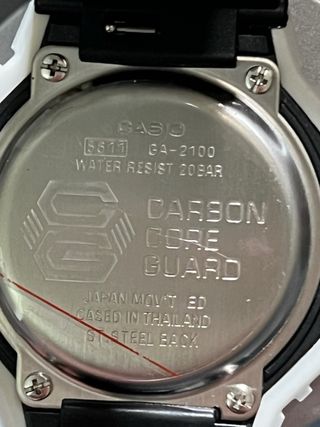 CASIO
5611 GA-2100
WATER RESIST 20BAR
CARBON
CORE
GUARD
JAPAN MOV'T ED
CASED IN THAILAND
ST.STEEL BACK